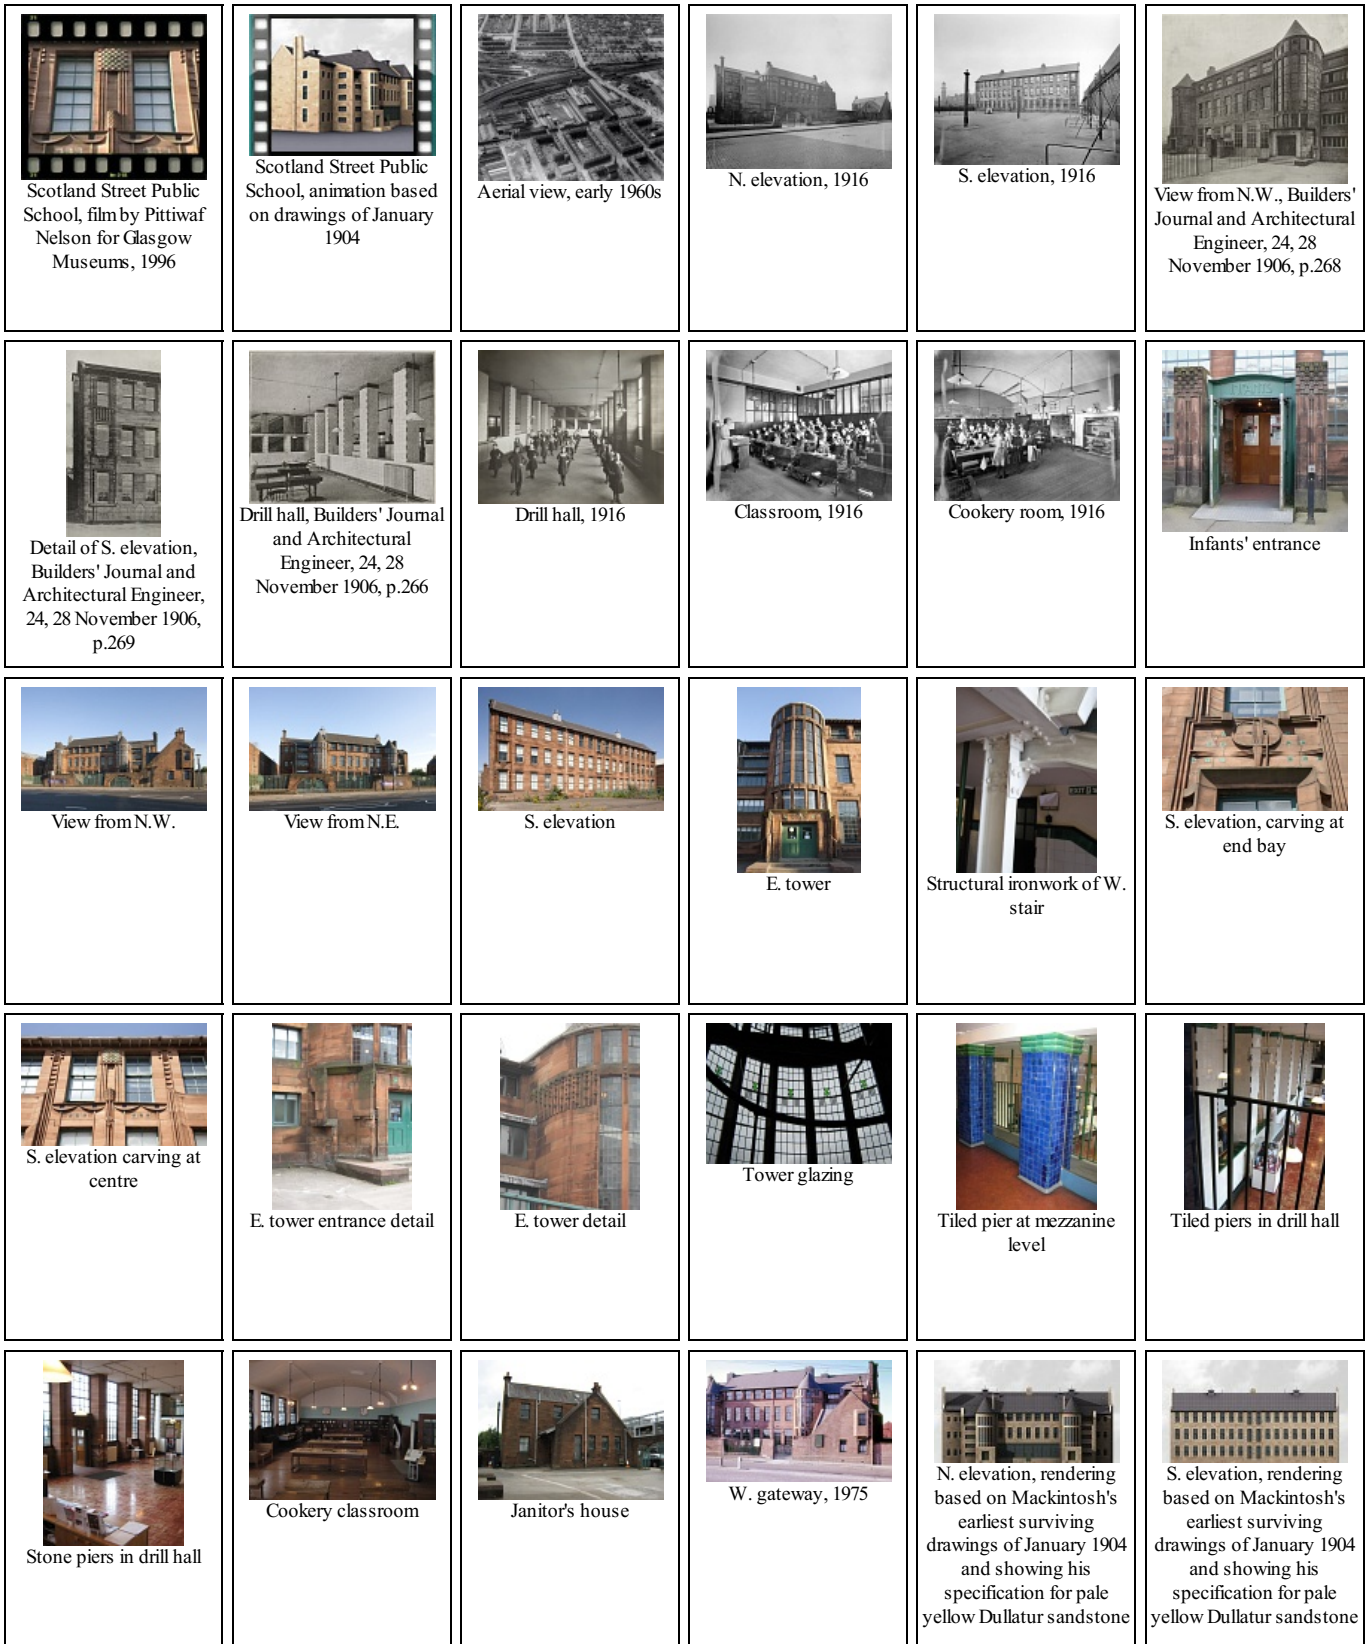 Scotland Street Public
School, film by Pittiwaf
Nelson for Glasgow
Museums, 1996
Scotland Street Public
School, animation based
on drawings of January
1904
Aerial view, early 1960s
N. elevation, 1916
S. elevation, 1916
View from N.W., Builders'
Journal and Architectural
Engineer, 24, 28
November 1906, p.268
Detail of S. elevation,
Builders' Journal and
Architectural Engineer,
24, 28 November 1906,
p.269
Drill hall, Builders' Journal
and Architectural
Engineer, 24, 28
November 1906, p.266
Drill hall, 1916
Classroom, 1916
Cookery room, 1916
Infants' entrance
View from N.W.
View from N.E.
S. elevation
E. tower
Structural ironwork of W.
stair
S. elevation, carving at
end bay
S. elevation carving at
centre
E. tower entrance detail
E. tower detail
Tower glazing
Tiled pier at mezzanine
level
Tiled piers in drill hall
Stone piers in drill hall
Cookery classroom
Janitor's house
W. gateway, 1975
N. elevation, rendering
based on Mackintosh's
earliest surviving
drawings of January 1904
and showing his
specification for pale
yellow Dullatur sandstone
S. elevation, rendering
based on Mackintosh's
earliest surviving
drawings of January 1904
and showing his
specification for pale
yellow Dullatur sandstone